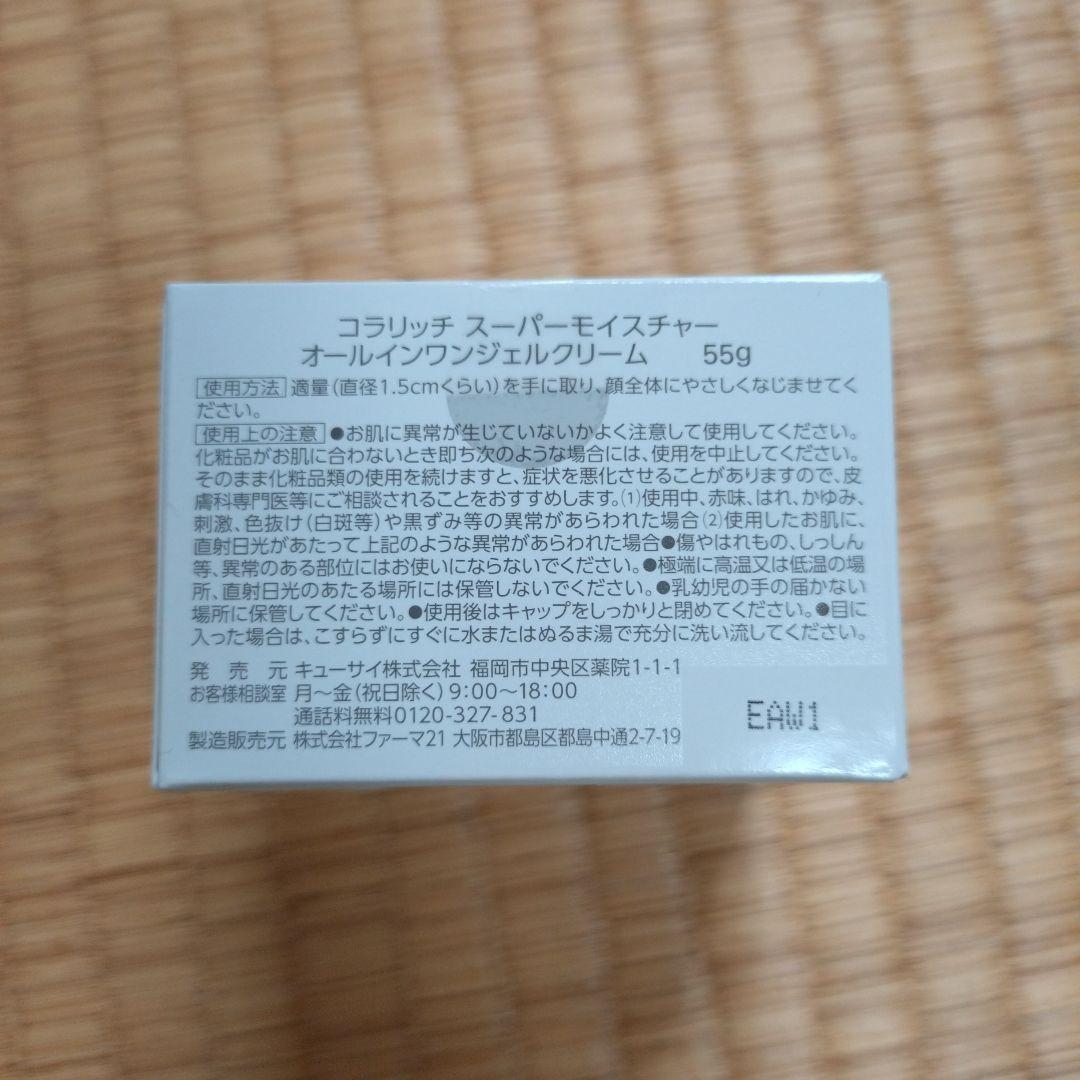 コラリッチ スーパーモイスチャー
オールインワンジェルクリーム 55g
使用方法 適量(直径1.5cmくらい)を手に取り、顔全体にやさしくなじませてく
ださい。
使用上の注意 ●お肌に異常が生じていないかよく注意して使用してください。
化粧品がお肌に合わないとき即ち次のような場合には、使用を中止してください。
そのまま化粧品類の使用を続けますと、症状を悪化させることがありますので、皮
膚科専門医等にご相談されることをおすすめします。⑴使用中、赤味、はれ、かゆみ、
刺激、色抜け(白斑等)や黒ずみ等の異常があらわれた場合⑵使用したお肌に、
直射日光があたって上記のような異常があらわれた場合●傷やはれもの、しっしん
等、異常のある部位にはお使いにならないでください。●極端に高温又は低温の場
所、直射日光のあたる場所には保管しないでください。●乳幼児の手の届かない
場所に保管してください。●使用後はキャップをしっかりと閉めてください。●目に
入った場合は、こすらずにすぐに水またはぬるま湯で充分に洗い流してください。
発売元 キューサイ株式会社 福岡市中央区薬院1-1-1
お客様相談室 月〜金(祝日除く)9:00〜18:00
通話料無料0120-327-831
製造販売元 株式会社ファーマ21 大阪市都島区都島中通2-7-19
EAW1